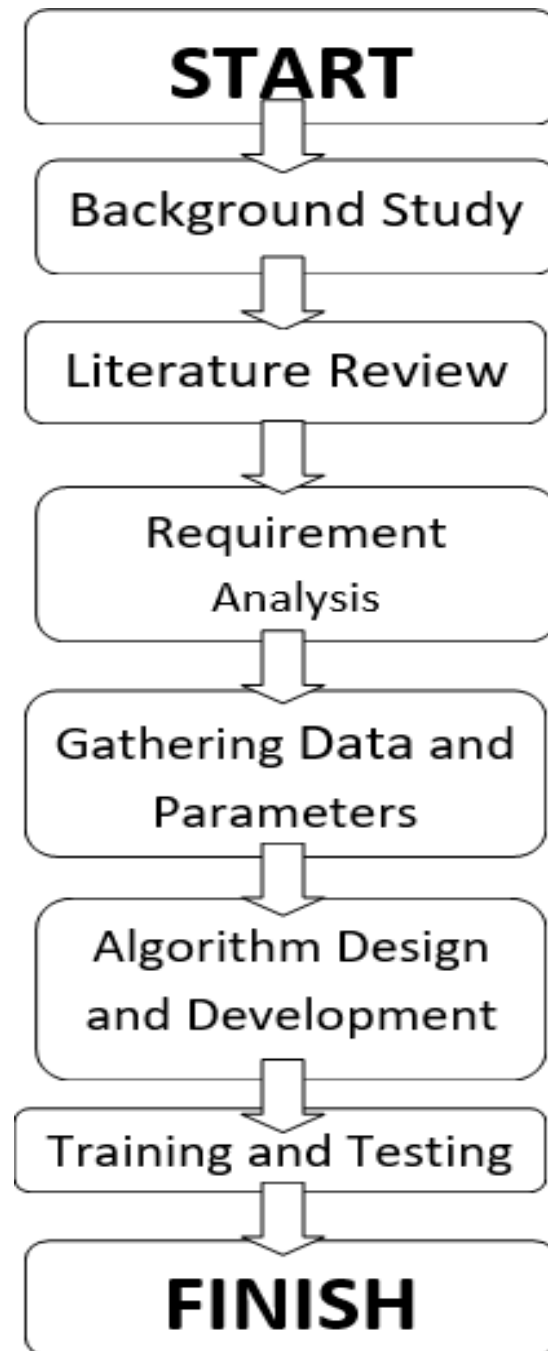 START
Background Study
Literature Review
Requirement
Analysis
Gathering Data and
Parameters
Algorithm Design
and Development
Training and Testing
FINISH